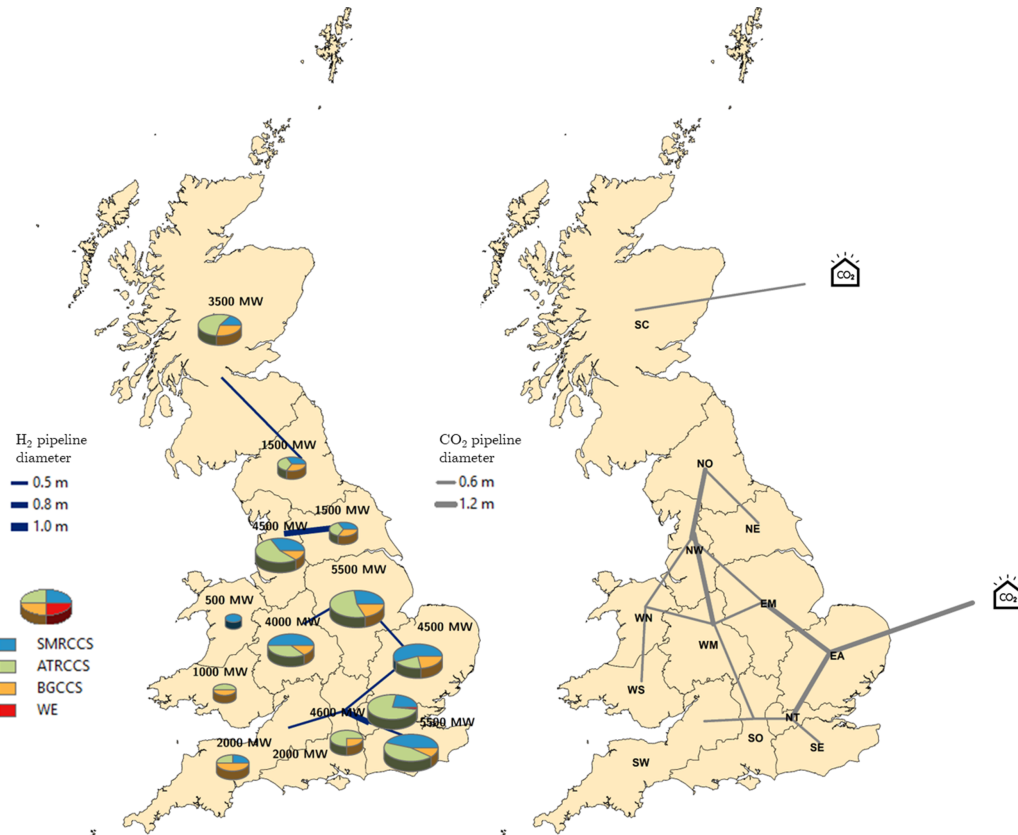 3500 MW
H₂ pipeline
diameter
0.5 m
0.8 m
1.0 m
1500 MW
1500 MW
4500 MW
5500 MW
500 MW
4000 MW
4500 MW
SMRCCS
ATRCCS
BGCCS
WE
1000 MW
4600 MW
5500 MW
2000 MW
2000 MW
CO₂
SC
CO₂ pipeline
diameter
0.6 m
1.2 m
NO
NE
NW
CO₂
EM
WN
WM
EA
WS
NT
SO
SE
SW